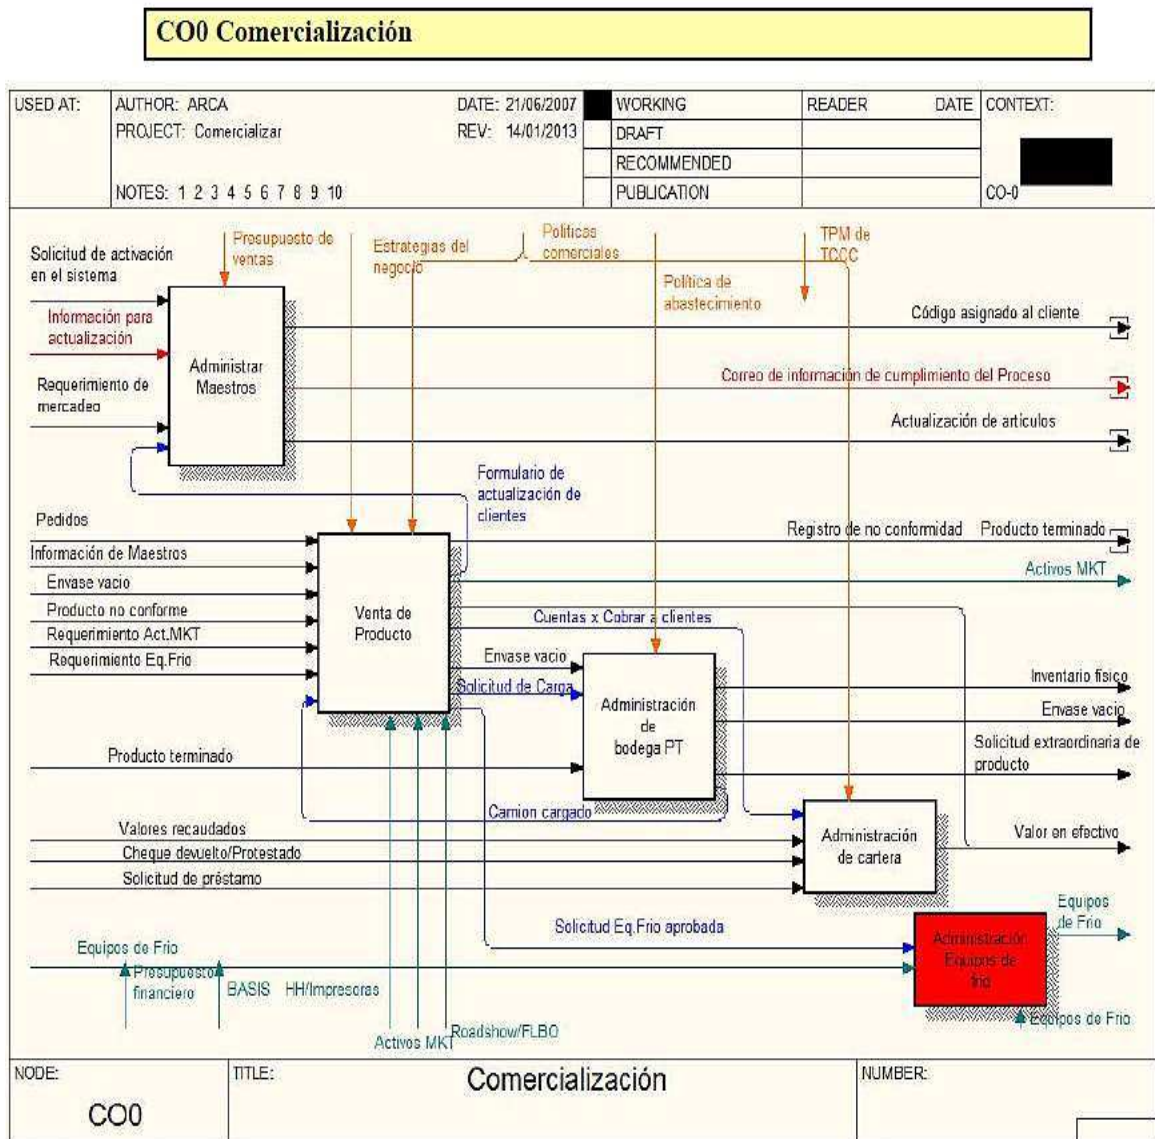 CO0 Comercialización
USED AT:
AUTHOR: ARCA
DATE: 21/06/2007
PROJECT: Comercializar
REV: 14/01/2013
NOTES: 1 2 3 4 5 6 7 8 9 10
WORKING
DRAFT
RECOMMENDED
PUBLICATION
READER
DATE
CONTEXT:
CO-0
Solicitud de activación
en el sistema
Presupuesto de
ventas
Estrategias del
negocio
Políticas
comerciales
TPM de
TCCC
Política de
abastecimiento
Información para
actualización
Requerimiento de
mercadeo
Administrar
Maestros
Código asignado al cliente
Correo de información de cumplimiento del Proceso
Actualización de artículos
Formulario de
actualización de
clientes
Pedidos
Información de Maestros
Envase vacio
Producto no conforme
Requerimiento Act.MKT
Requerimiento Eq.Frio
Venta de
Producto
Registro de no conformidad
Producto terminado
Activos MKT
Cuentas x Cobrar a clientes
Envase vacio
Solicitud de Carga
Administración
de
bodega PT
Inventario físico
Envase vacio
Solicitud extraordinaria de
producto
Producto terminado
Camion cargado
Valores recaudados
Cheque devuelto/Protestado
Solicitud de préstamo
Administración
de cartera
Valor en efectivo
Solicitud Eq.Frio aprobada
Administración
Equipos de
frio
Equipos
de Frio
Equipos de Frio
Presupuesto
financiero
BASIS
HH/Impresoras
Activos MKT
Roadshow/FLBO
Equipos de Frio
NODE:
CO0
TITLE:
Comercialización
NUMBER: